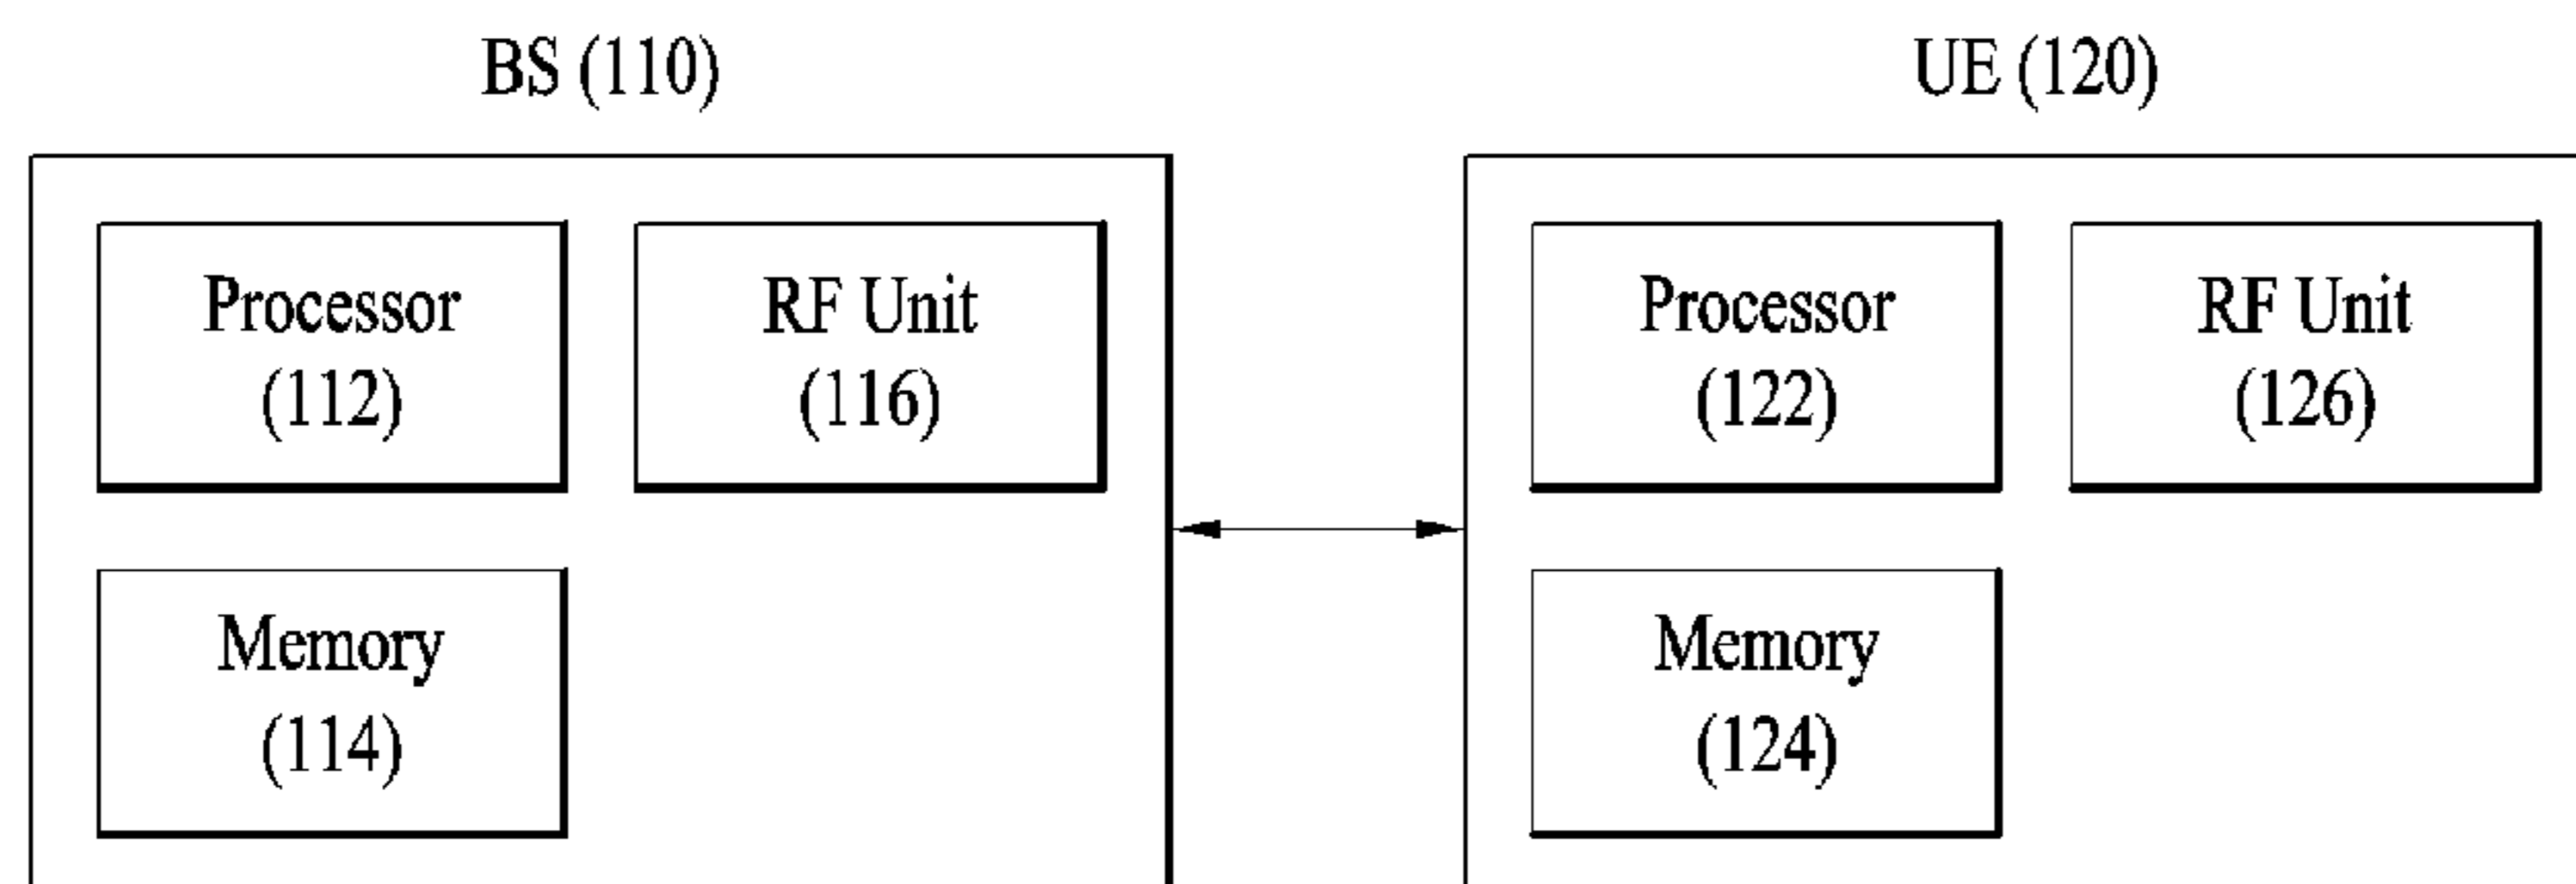 BS (110)
UE (120)
Processor
(112)
RF Unit
(116)
Processor
(122)
RF Unit
(126)
Memory
(114)
Memory
(124)